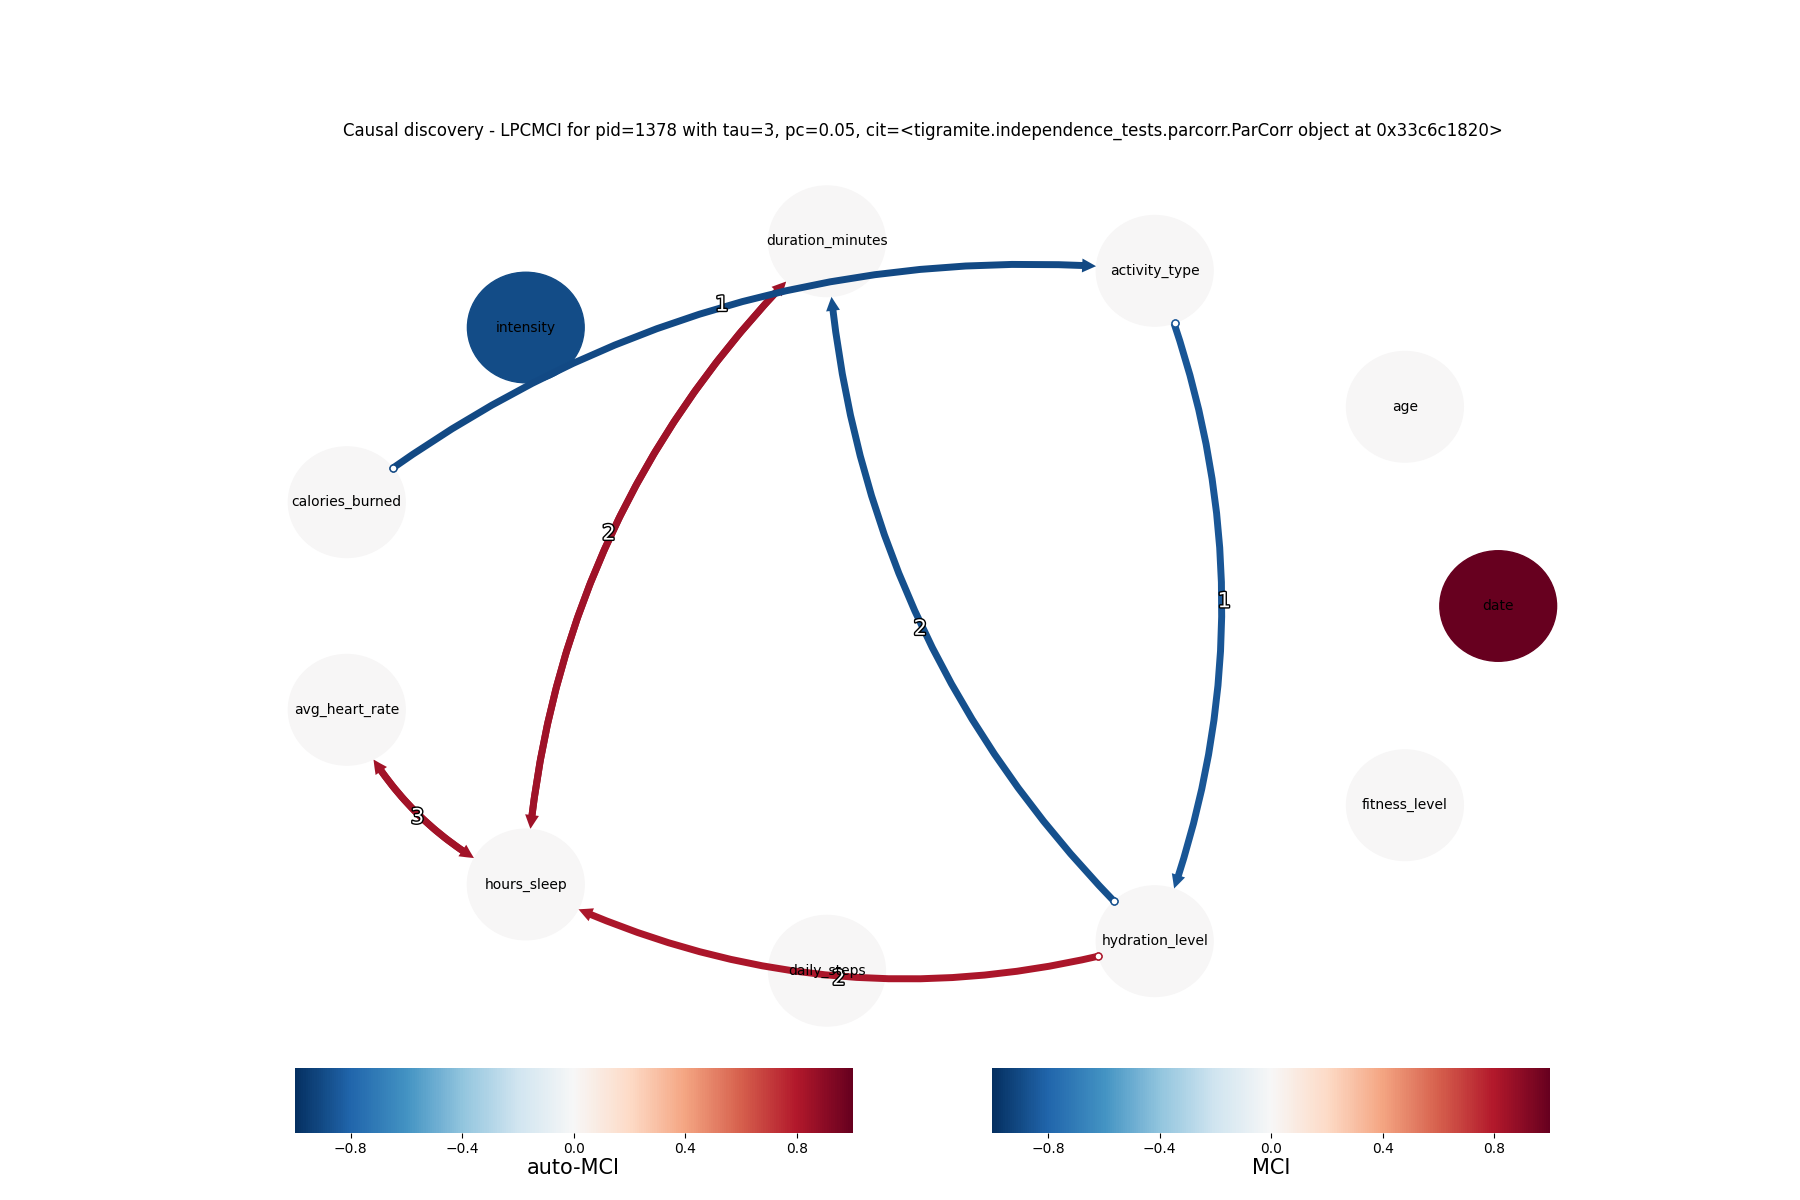 Causal discovery - LPCMCI for pid=1378 with tau=3, pc=0.05, cit=<tigramite.independence_tests.parcorr.ParCorr object at 0x33c6c1820>
duration_minutes
activity_type
1
intensity
age
calories_burned
2
1
date
2
avg_heart_rate
fitness_level
3
hours_sleep
hydration_level
daily_steps
2
−0.8 −0.4 0.0 0.4 0.8
auto-MCI
−0.8 −0.4 0.0 0.4 0.8
MCI